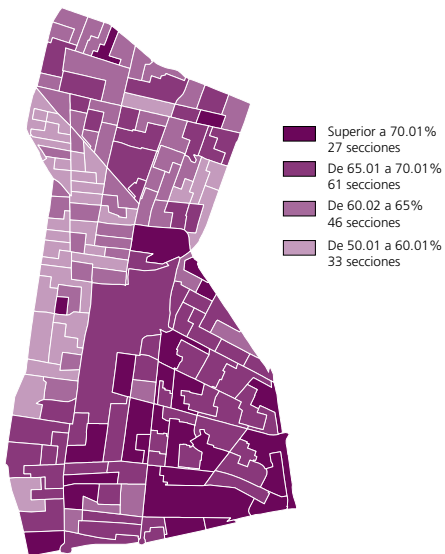 Superior a 70.01%
27 secciones
De 65.01 a 70.01%
61 secciones
De 60.02 a 65%
46 secciones
De 50.01 a 60.01%
33 secciones